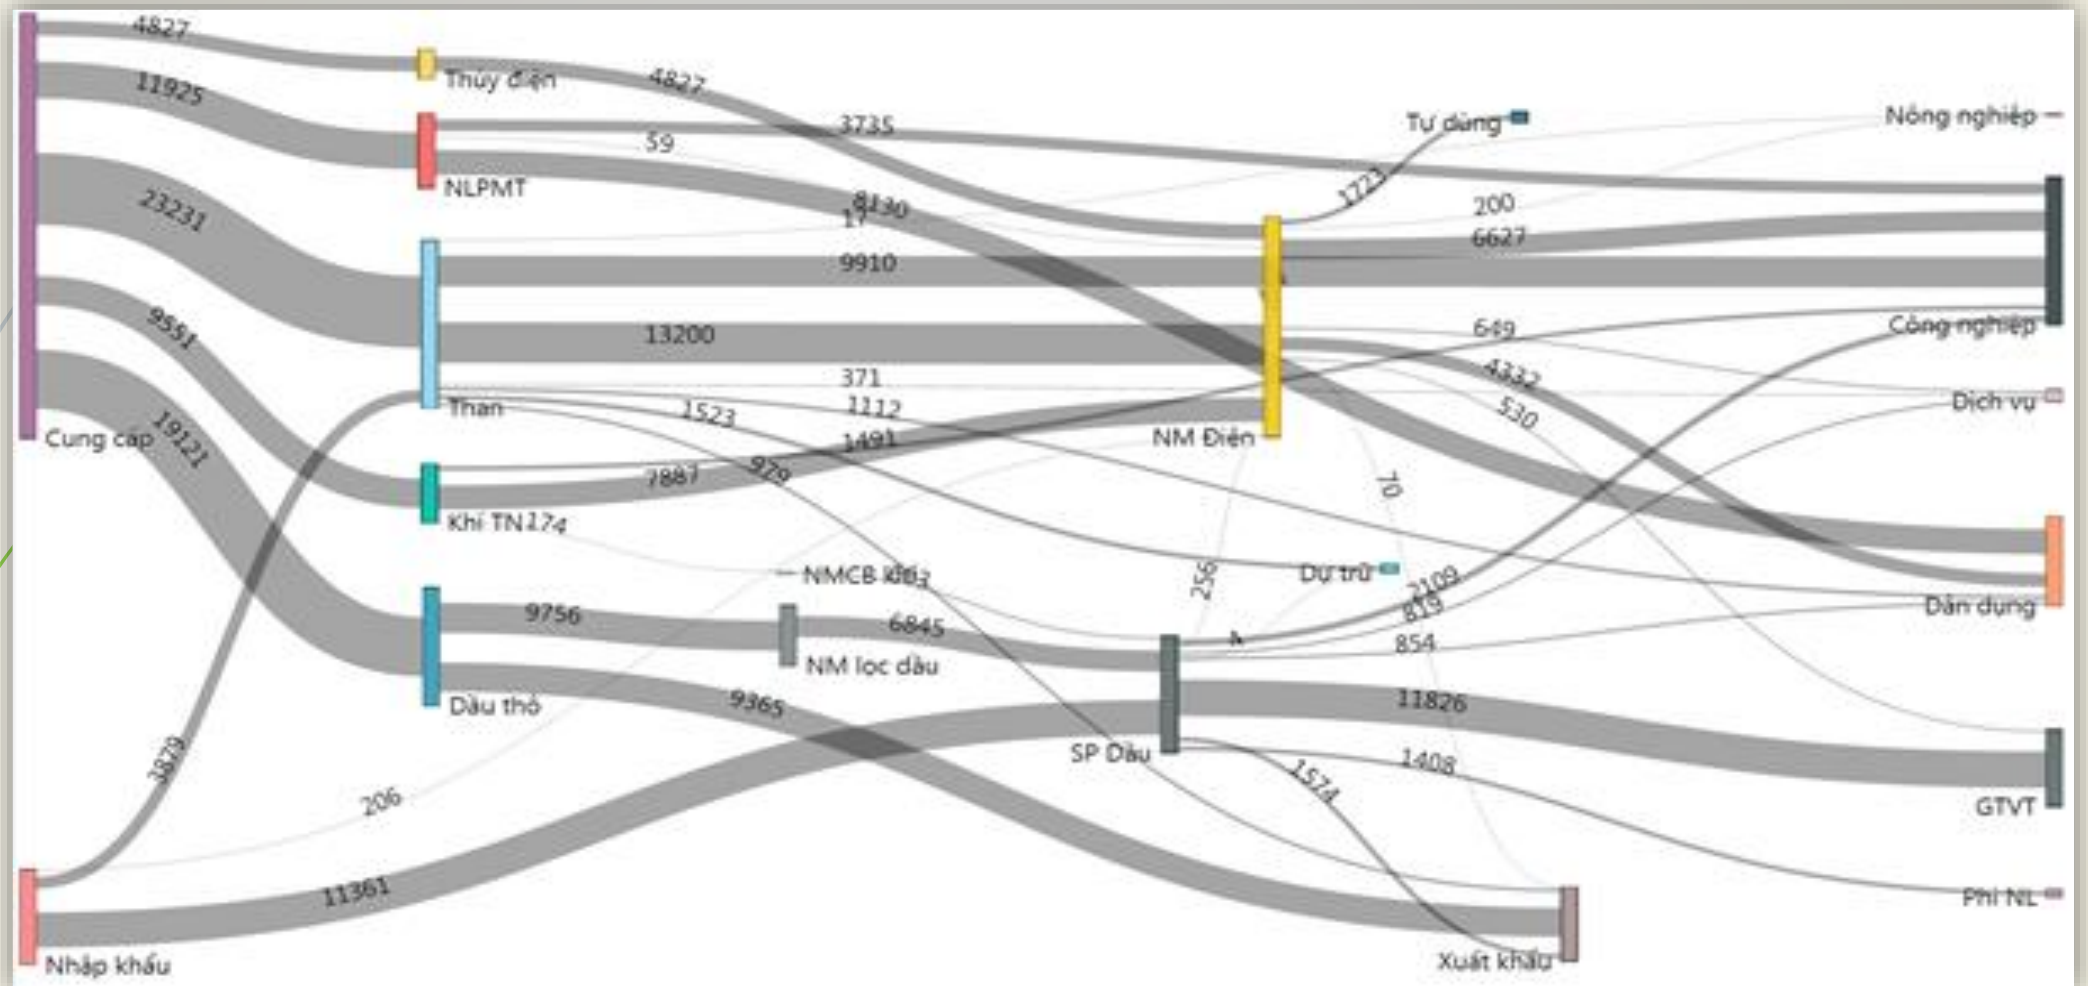 4827
Thủy điện
4827
11925
3735
Tự dùng
Nông nghiệp
59
NLPMT
1723
23231
8130
17
200
6627
9910
9551
13200
649
Công nghiệp
371
4332
Than
1523
1112
530
Dịch vụ
Cung cấp
19121
1491
NM Điện
979
7887
70
Khí TN
174
NMCB khí
256
Dự trữ
2109
819
Dân dụng
9756
6845
4
854
NM lọc dầu
Dầu thô
9365
11826
SP Dầu
3879
1408
1574
206
GTVT
11361
Phi NL
Nhập khẩu
Xuất khẩu